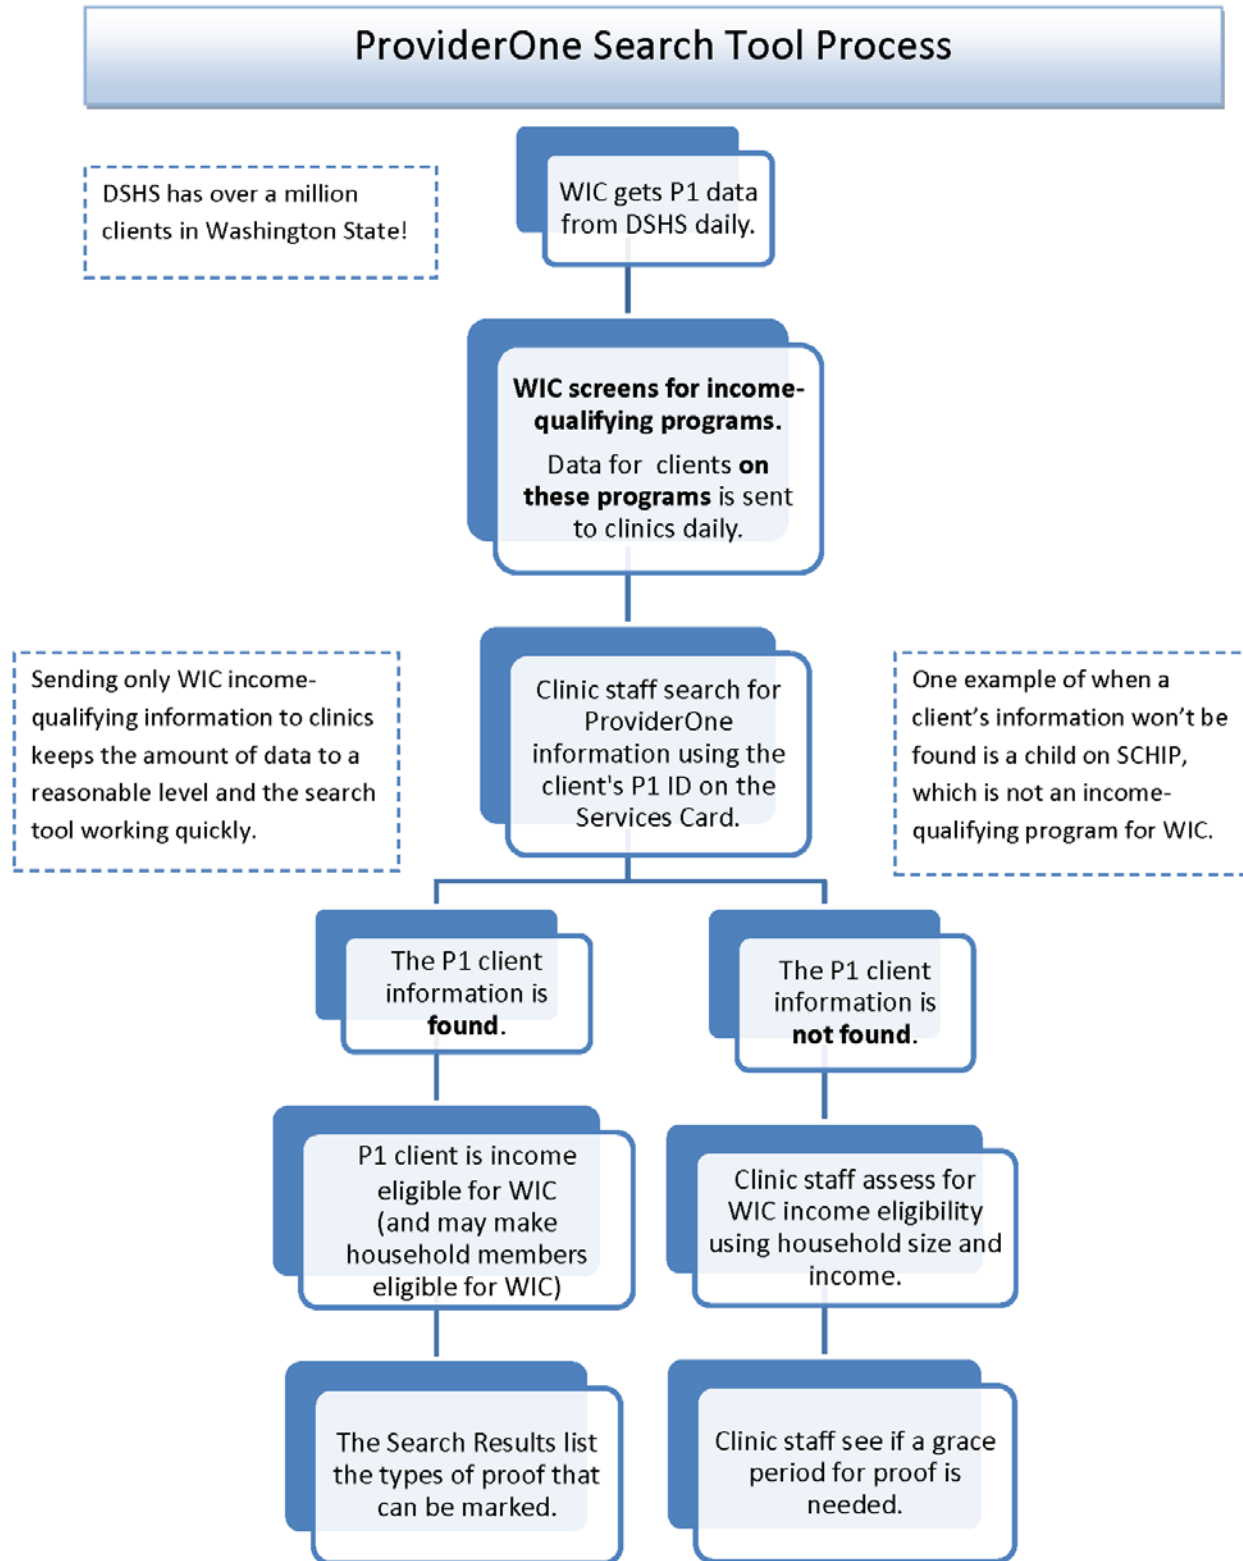 ProviderOne Search Tool Process
DSHS has over a million
clients in Washington State!
WIC gets P1 data
from DSHS daily.
WIC screens for income-
qualifying programs.
Data for clients on
these programs is sent
to clinics daily.
Sending only WIC income-
qualifying information to clinics
keeps the amount of data to a
reasonable level and the search
tool working quickly.
Clinic staff search for
ProviderOne
information using the
client's P1 ID on the
Services Card.
One example of when a
client's information won't be
found is a child on SCHIP,
which is not an income-
qualifying program for WIC.
The P1 client
information is
found.
The P1 client
information is
not found.
P1 client is income
eligible for WIC
(and may make
household members
eligible for WIC)
Clinic staff assess for
WIC income eligibility
using household size and
income.
The Search Results list
the types of proof that
can be marked.
Clinic staff see if a grace
period for proof is
needed.